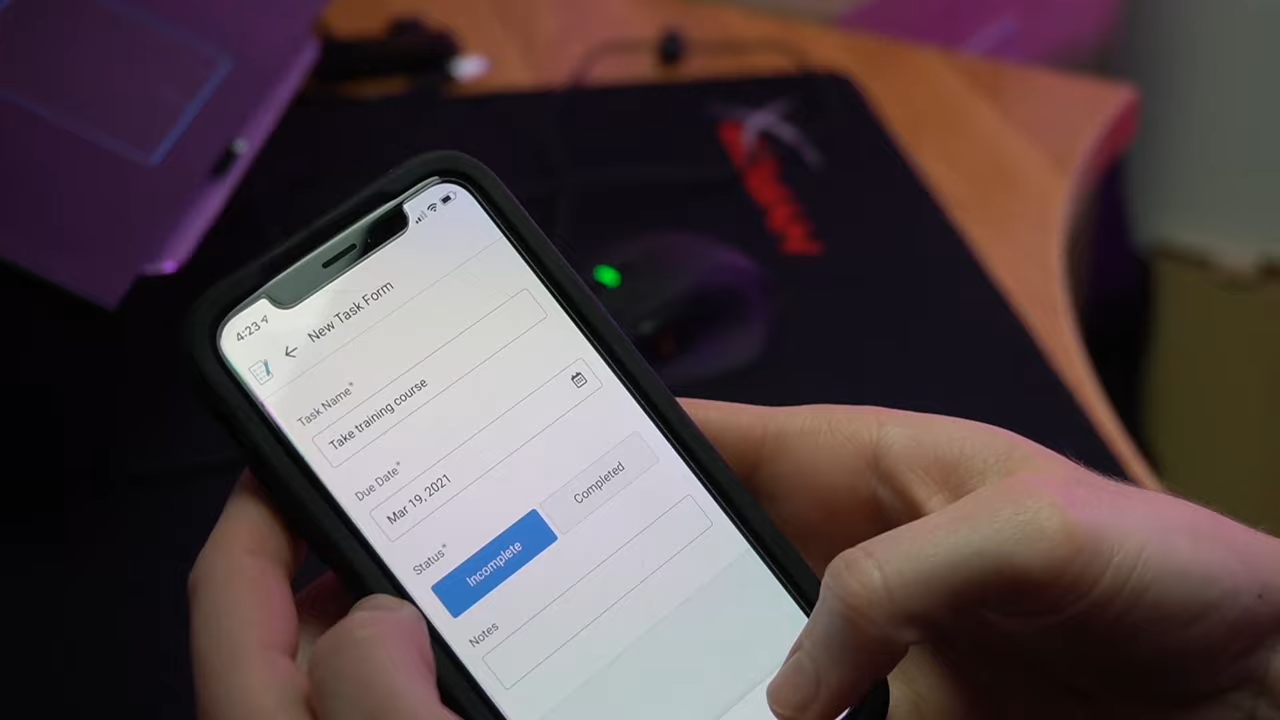 4:23
New Task Form
Task Name*
Take training course
Due Date*
Mar 19, 2021
Status*
Incomplete
Completed
Notes